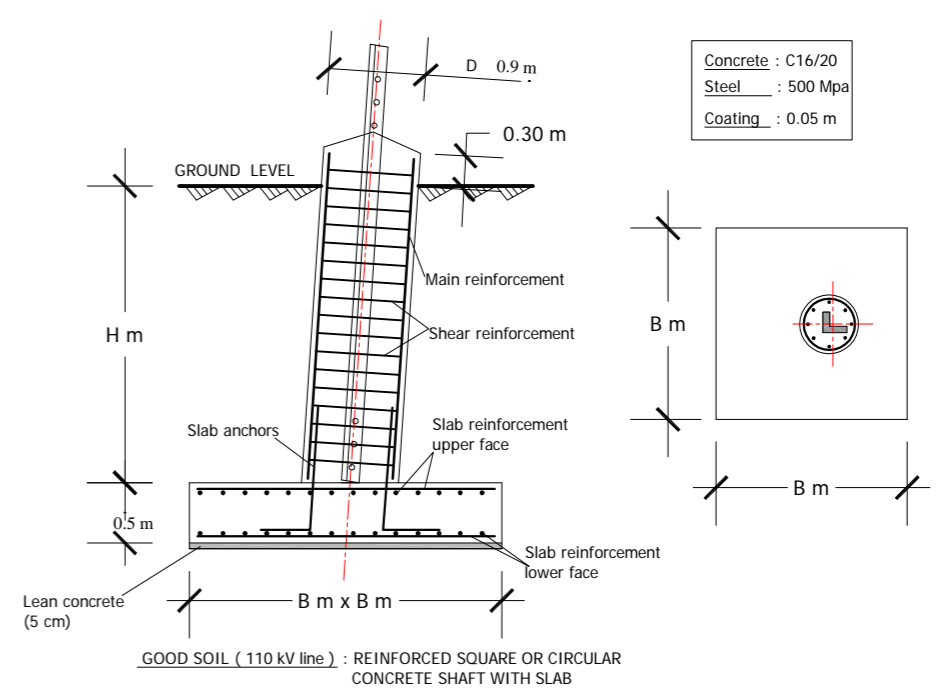 D 0.9 m
0.30 m
Concrete : C16/20
Steel : 500 Mpa
Coating : 0.05 m
GROUND LEVEL
Main reinforcement
H m
Shear reinforcement
B m
Slab anchors
Slab reinforcement
upper face
B m
0.5 m
Slab reinforcement
lower face
Lean concrete
(5 cm)
B m x B m
GOOD SOIL ( 110 kV line ) : REINFORCED SQUARE OR CIRCULAR
CONCRETE SHAFT WITH SLAB